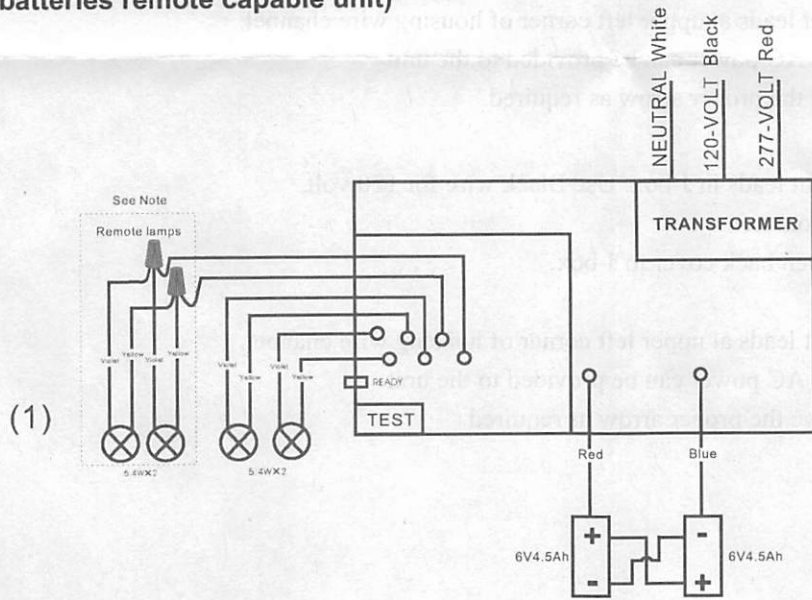 batteries remote capable unit)
NEUTUAL White
120-VOLT Black
277-VOLT Red
TRANSFORMER
See Note
Remote lamps
Violet
Yellow
Violet
Yellow
Violet
Yellow
Violet
Yellow
READY
TEST
(1)
5.4W×2
5.4W×2
Red
Blue
6V4.5Ah
+
-
-
+
6V4.5Ah